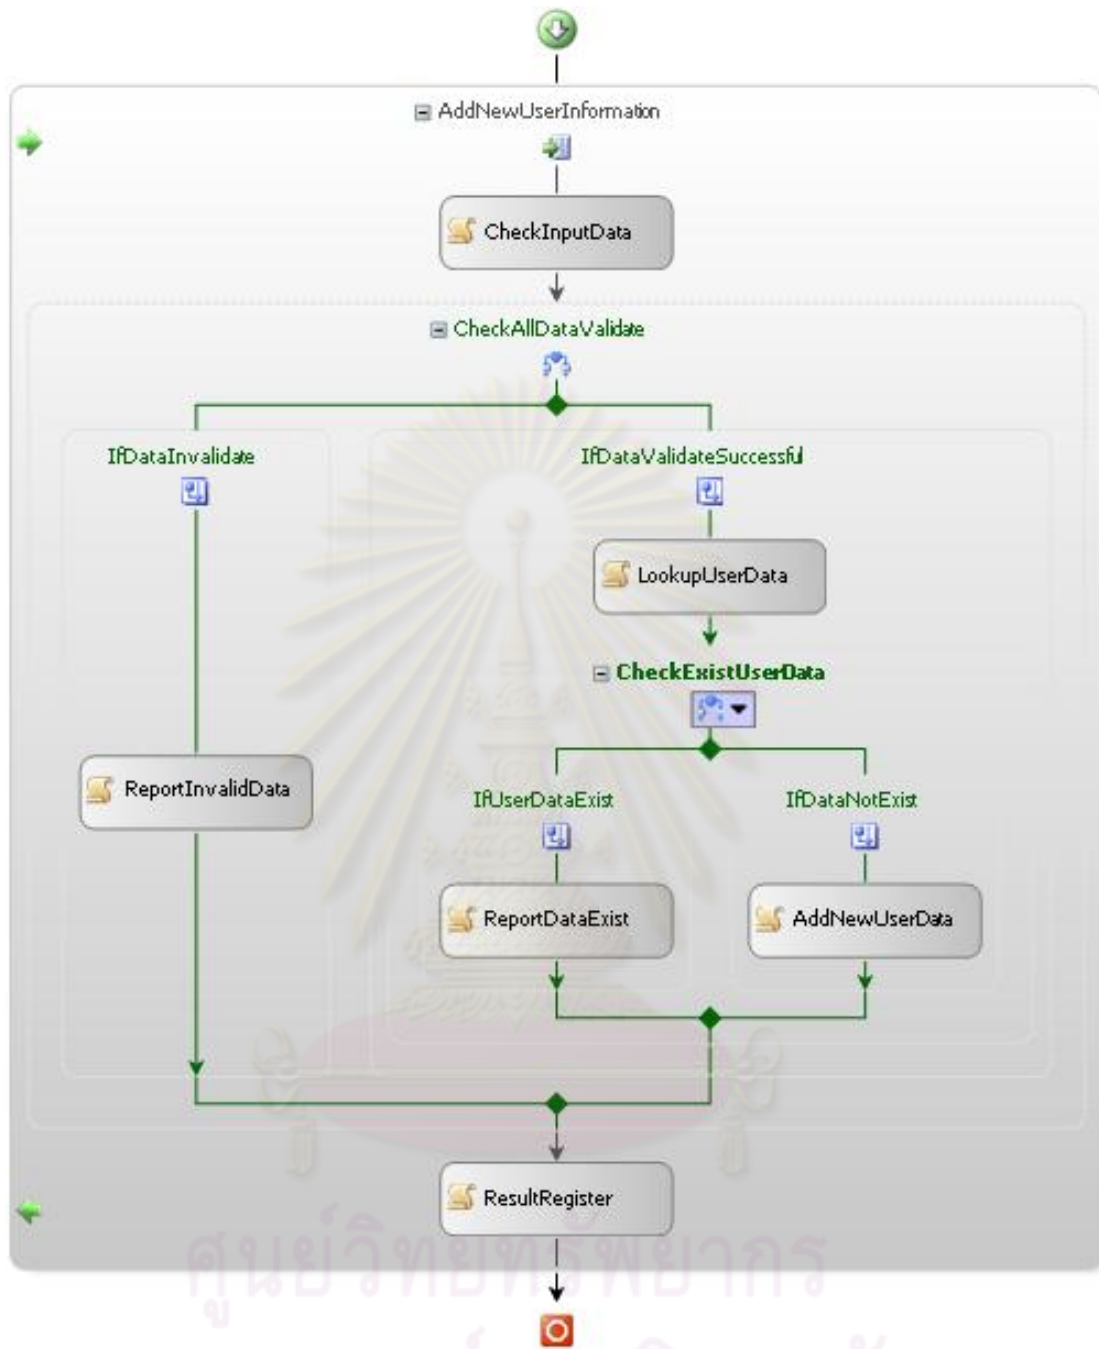 AddNewUserInformation
CheckInputData
CheckAllDataValidate
IfDataInvalidate
IfDataValidateSuccessful
LookupUserData
CheckExistUserData
ReportInvalidData
IfUserDataExist
IfDataNotExist
ReportDataExist
AddNewUserData
ResultRegister
ศูนย์วิทยทรัพยากร